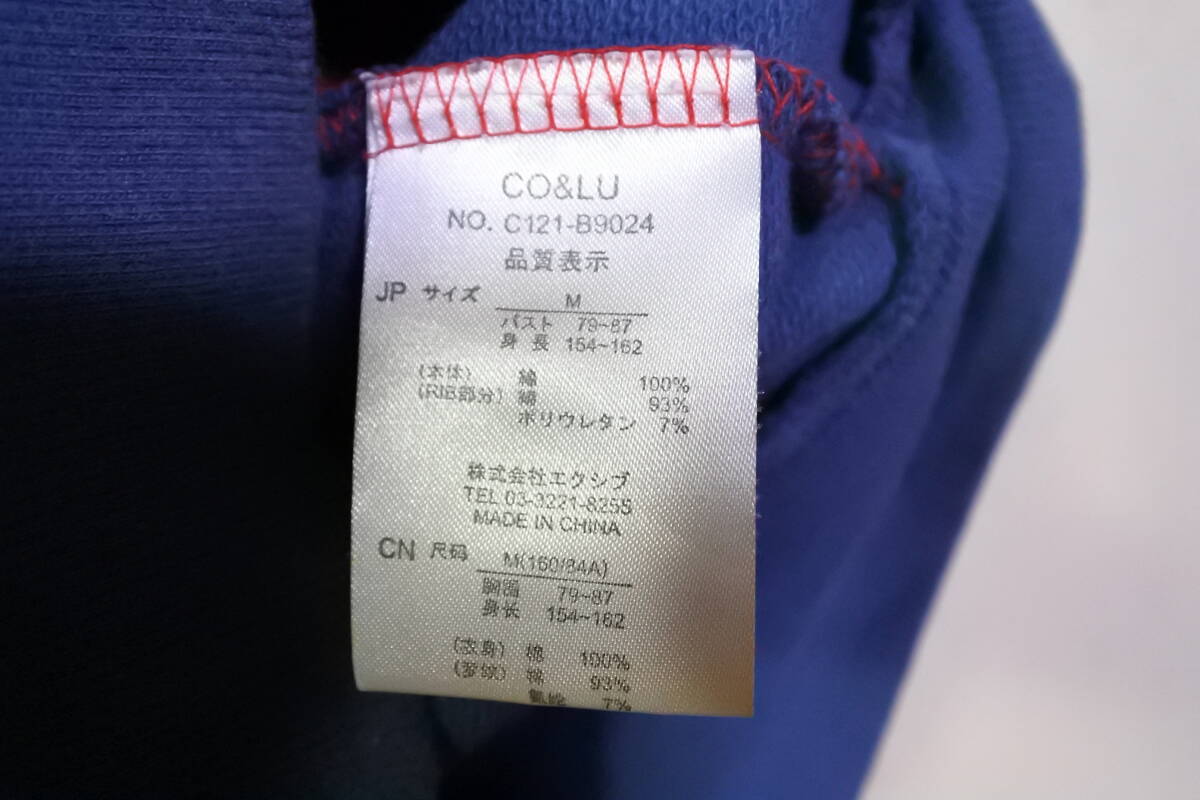 CO&LU
NO. C121-B9024
品質表示
JP サイズ M
バスト 79~87
身長 154~162
(本体) 綿 100%
(RIB部分) 綿 93%
ポリウレタン 7%
株式会社エクシブ
TEL 03-3221-8255
MADE IN CHINA
CN 尺码 M(160/84A)
胸围 79~87
身长 154~162
(衣身) 棉 100%
(罗纹) 棉 93%
氨纶 7%